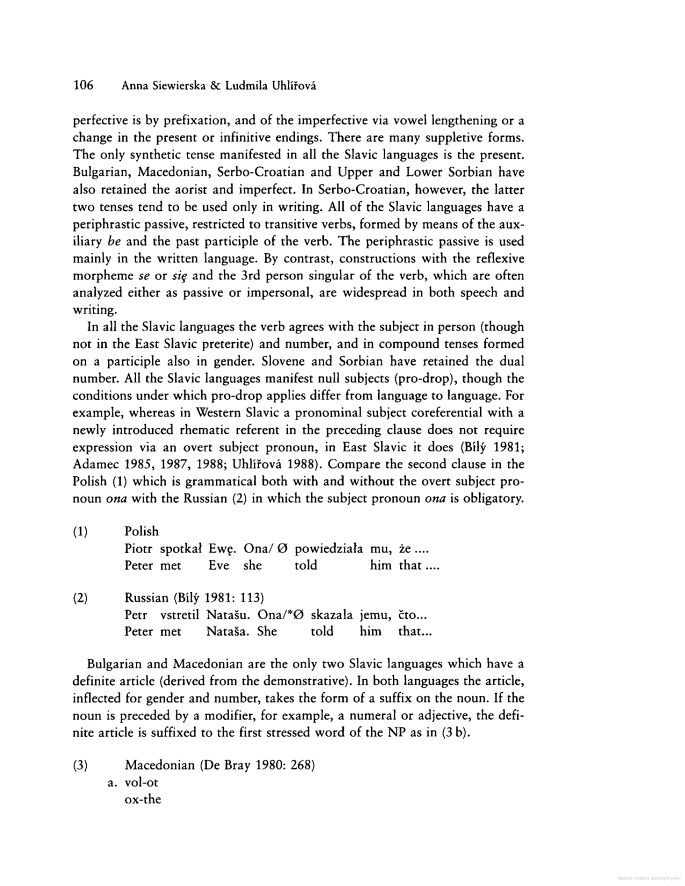 106 Anna Siewierska & Ludmila Uhlířová
perfective is by prefixation, and of the imperfective via vowel lengthening or a
change in the present or infinitive endings. There are many suppletive forms.
The only synthetic tense manifested in all the Slavic languages is the present.
Bulgarian, Macedonian, Serbo-Croatian and Upper and Lower Sorbian have
also retained the aorist and imperfect. In Serbo-Croatian, however, the latter
two tenses tend to be used only in writing. All of the Slavic languages have a
periphrastic passive, restricted to transitive verbs, formed by means of the aux-
iliary be and the past participle of the verb. The periphrastic passive is used
mainly in the written language. By contrast, constructions with the reflexive
morpheme se or się and the 3rd person singular of the verb, which are often
analyzed either as passive or impersonal, are widespread in both speech and
writing.
In all the Slavic languages the verb agrees with the subject in person (though
not in the East Slavic preterite) and number, and in compound tenses formed
on a participle also in gender. Slovene and Sorbian have retained the dual
number. All the Slavic languages manifest null subjects (pro-drop), though the
conditions under which pro-drop applies differ from language to language. For
example, whereas in Western Slavic a pronominal subject coreferential with a
newly introduced rhematic referent in the preceding clause does not require
expression via an overt subject pronoun, in East Slavic it does (Bílý 1981;
Adamec 1985, 1987, 1988; Uhlířová 1988). Compare the second clause in the
Polish (1) which is grammatical both with and without the overt subject pro-
noun ona with the Russian (2) in which the subject pronoun ona is obligatory.
(1) Polish
Piotr spotkał Ewę. Ona/ Ø powiedziała mu, że ....
Peter met Eve she told him that ....
(2) Russian (Bílý 1981: 113)
Petr vstretil Natašu. Ona/*Ø skazala jemu, čto...
Peter met Nataša. She told him that...
Bulgarian and Macedonian are the only two Slavic languages which have a
definite article (derived from the demonstrative). In both languages the article,
inflected for gender and number, takes the form of a suffix on the noun. If the
noun is preceded by a modifier, for example, a numeral or adjective, the defi-
nite article is suffixed to the first stressed word of the NP as in (3 b).
(3) Macedonian (De Bray 1980: 268)
a. vol-ot
ox-the